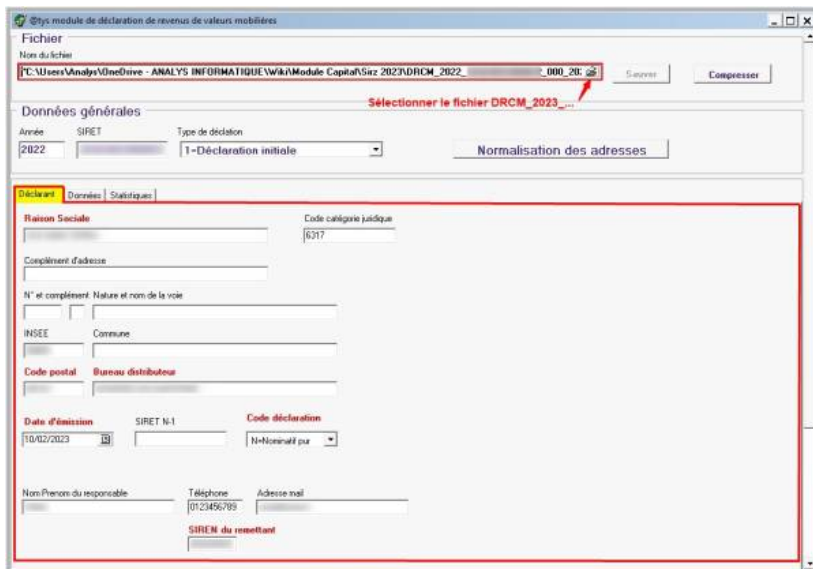 @tys module de déclaration de revenus de valeurs mobilières
Fichier
Nom du fichier
"C:\Users\Analys\OneDrive - ANALYS INFORMATIQUE\Wiki\Module Capital\Sirz 2023\DRCM_2022_ _000_20
Sauver
Compresser
Sélectionner le fichier DRCM_2023_...
Données générales
Année SIRET Type de déclation
2022 1=Déclaration initiale
Normalisation des adresses
Déclarant Données Statistiques
Raison Sociale Code catégorie juridique
6317
Complément d'adresse
N° et complément Nature et nom de la voie
INSEE Commune
Code postal Bureau distributeur
Date d'émission SIRET N-1 Code déclaration
10/02/2023 N=Nominatif pur
Nom Prenom du responsable Téléphone Adresse mail
0123456789
SIREN du remettant